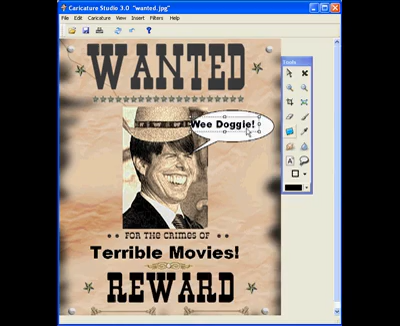 Caricature Studio 3.0 "wanted.jpg"
File Edit Caricature View Insert Filters Help
WANTED
Tools
Wee Doggie!
A
FOR THE CRIMES OF
Terrible Movies!
REWARD